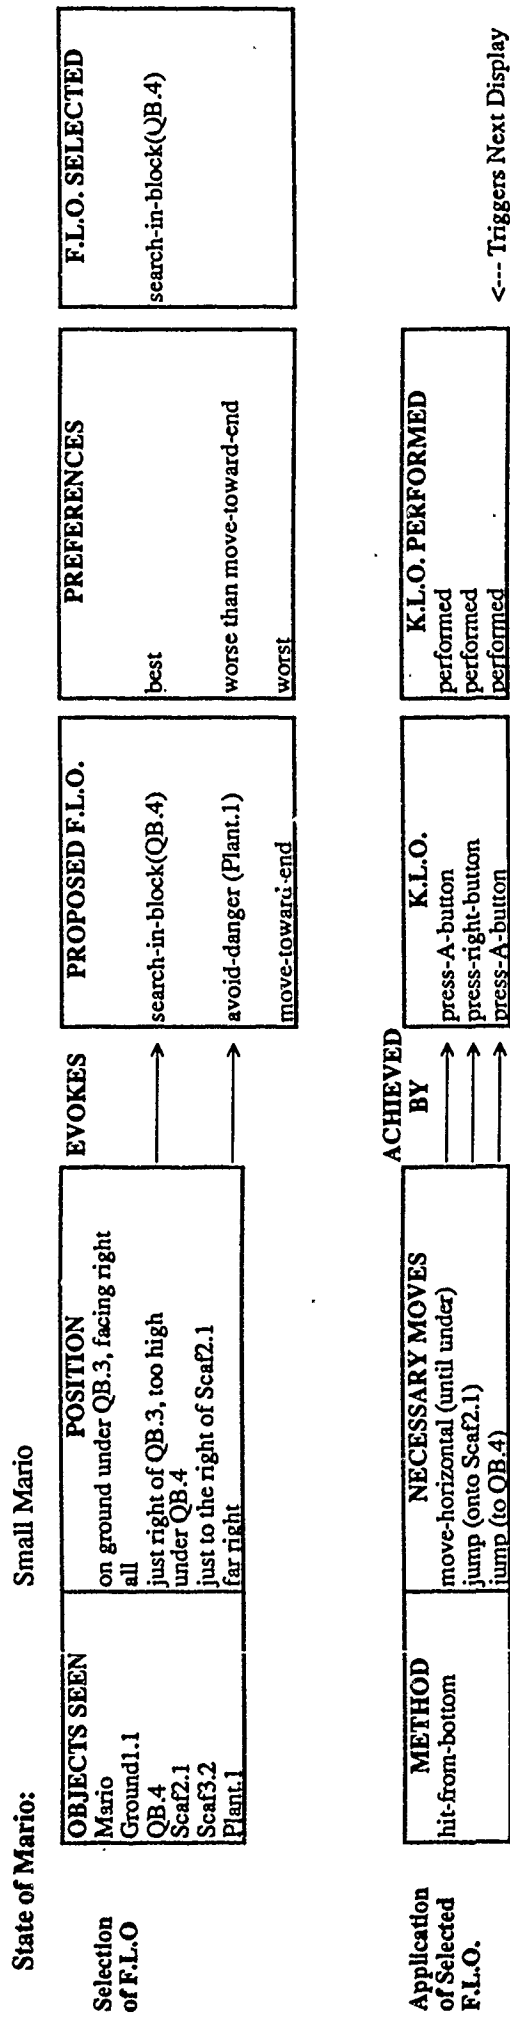 State of Mario: Small Mario
Selection
of F.L.O
OBJECTS SEEN
Mario
Ground1.1
QB.4
Scaf2.1
Scaf3.2
Plant.1
POSITION
on ground under QB.3, facing right
all
just right of QB.3, too high
under QB.4
just to the right of Scaf2.1
far right
EVOKES
PROPOSED F.L.O.
search-in-block(QB.4)
avoid-danger (Plant.1)
move-toward-end
PREFERENCES
best
worse than move-toward-end
worst
F.L.O. SELECTED
search-in-block(QB.4)
Application
of Selected
F.L.O.
METHOD
hit-from-bottom
NECESSARY MOVES
move-horizontal (until under)
jump (onto Scaf2.1)
jump (to QB.4)
ACHIEVED
BY
K.L.O.
press-A-button
press-right-button
press-A-button
K.L.O. PERFORMED
performed
performed
performed
<--- Triggers Next Display